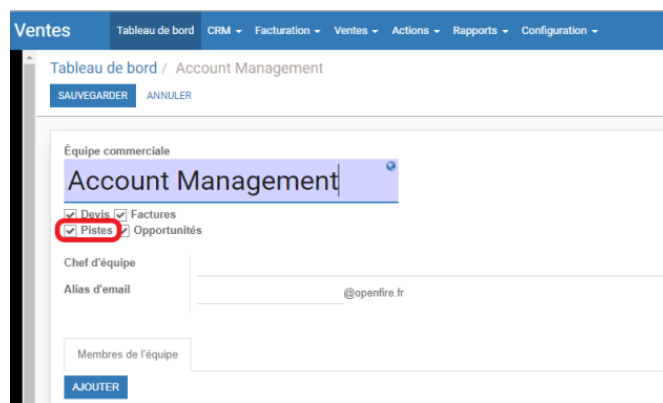 Ventes Tableau de bord CRM Facturation Ventes Actions Rapports Configuration
Tableau de bord / Account Management
SAUVEGARDER ANNULER
Équipe commerciale
Account Management
Devis Factures
Pistes Opportunités
Chef d'équipe
Alias d'email @openfire.fr
Membres de l'équipe
AJOUTER